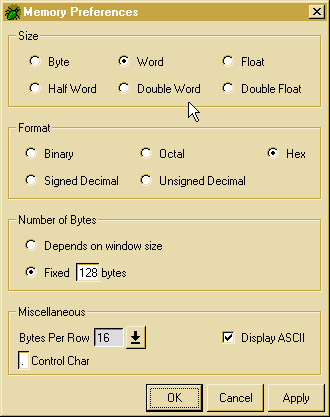 Memory Preferences
Size
Byte Word Float
Half Word Double Word Double Float
Format
Binary Octal Hex
Signed Decimal Unsigned Decimal
Number of Bytes
Depends on window size
Fixed 128 bytes
Miscellaneous
Bytes Per Row 16 Display ASCII
. Control Char
OK Cancel Apply